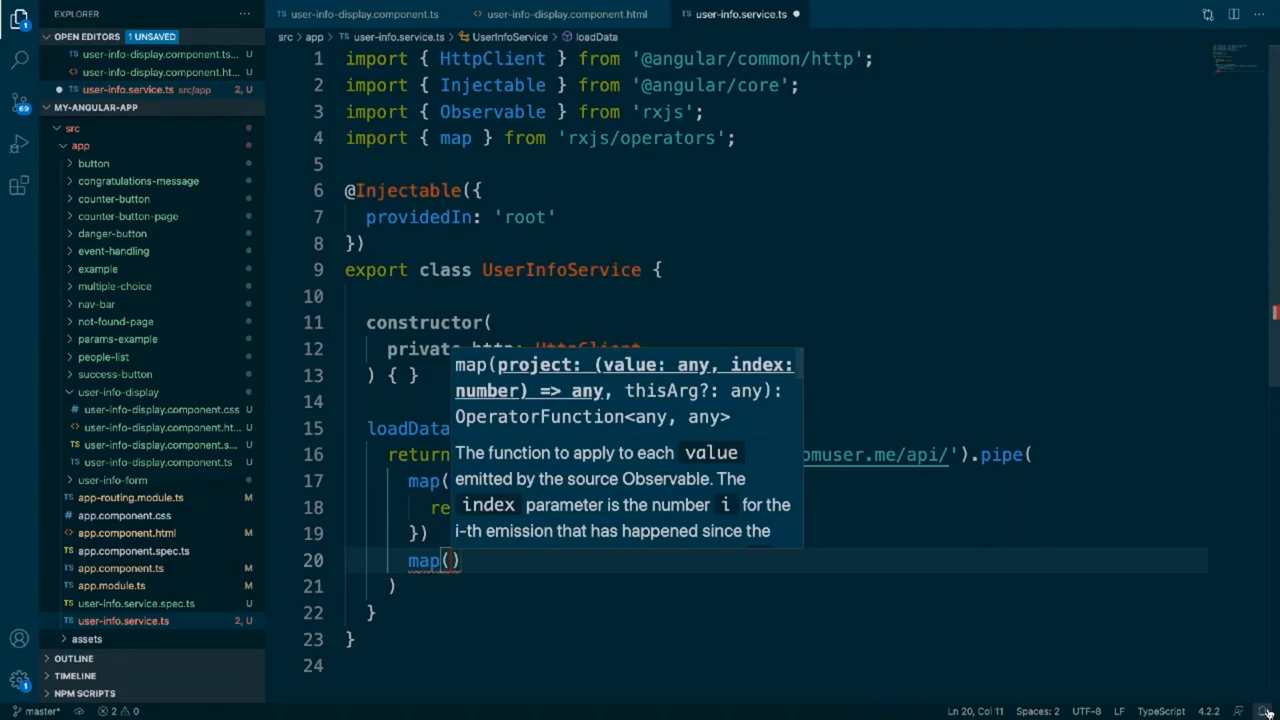 EXPLORER
user-info-display.component.ts
user-info-display.component.html
user-info.service.ts
OPEN EDITORS 1 UNSAVED
user-info-display.component.ts...
user-info-display.component.ht...
user-info.service.ts src/app 2, U
MY-ANGULAR-APP
src
app
button
congratulations-message
counter-button
counter-button-page
danger-button
event-handling
example
multiple-choice
nav-bar
not-found-page
params-example
people-list
success-button
user-info-display
user-info-display.component.css U
user-info-display.component.ht... U
user-info-display.component.s... U
user-info-display.component.ts U
user-info-form
app-routing.module.ts M
app.component.css
app.component.html M
app.component.spec.ts
app.component.ts M
app.module.ts M
user-info.service.spec.ts U
user-info.service.ts 2, U
assets
OUTLINE
TIMELINE
NPM SCRIPTS
src > app > user-info.service.ts > UserInfoService > loadData
1 import { HttpClient } from '@angular/common/http';
2 import { Injectable } from '@angular/core';
3 import { Observable } from 'rxjs';
4 import { map } from 'rxjs/operators';
5
6 @Injectable({
7 providedIn: 'root'
8 })
9 export class UserInfoService {
10
11 constructor(
12 private http: HttpClient
13 ) { }
14
15 loadData
16 return omuser.me/api/').pipe(
17 map(
18 re
19 })
20 map()
21 )
22 }
23 }
24
map(project: (value: any, index:
number) => any, thisArg?: any):
OperatorFunction<any, any>
The function to apply to each value
emitted by the source Observable. The
index parameter is the number i for the
i-th emission that has happened since the
master* 2 0 Ln 20, Col 11 Spaces: 2 UTF-8 LF TypeScript 4.2.2